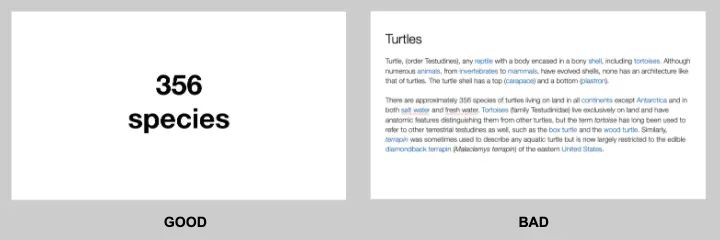 356
species
GOOD
Turtles
Turtle, (order Testudines), any reptile with a body encased in a bony shell, including tortoises. Although
numerous animals, from invertebrates to mammals, have evolved shells, none has an architecture like
that of turtles. The turtle shell has a top (carapace) and a bottom (plastron).
There are approximately 356 species of turtles living on land in all continents except Antarctica and in
both salt water and fresh water. Tortoises (family Testudinidae) live exclusively on land and have
anatomic features distinguishing them from other turtles, but the term tortoise has long been used to
refer to other terrestrial testudines as well, such as the box turtle and the wood turtle. Similarly,
terrapin was sometimes used to describe any aquatic turtle but is now largely restricted to the edible
diamondback terrapin (Malaclemys terrapin) of the eastern United States.
BAD